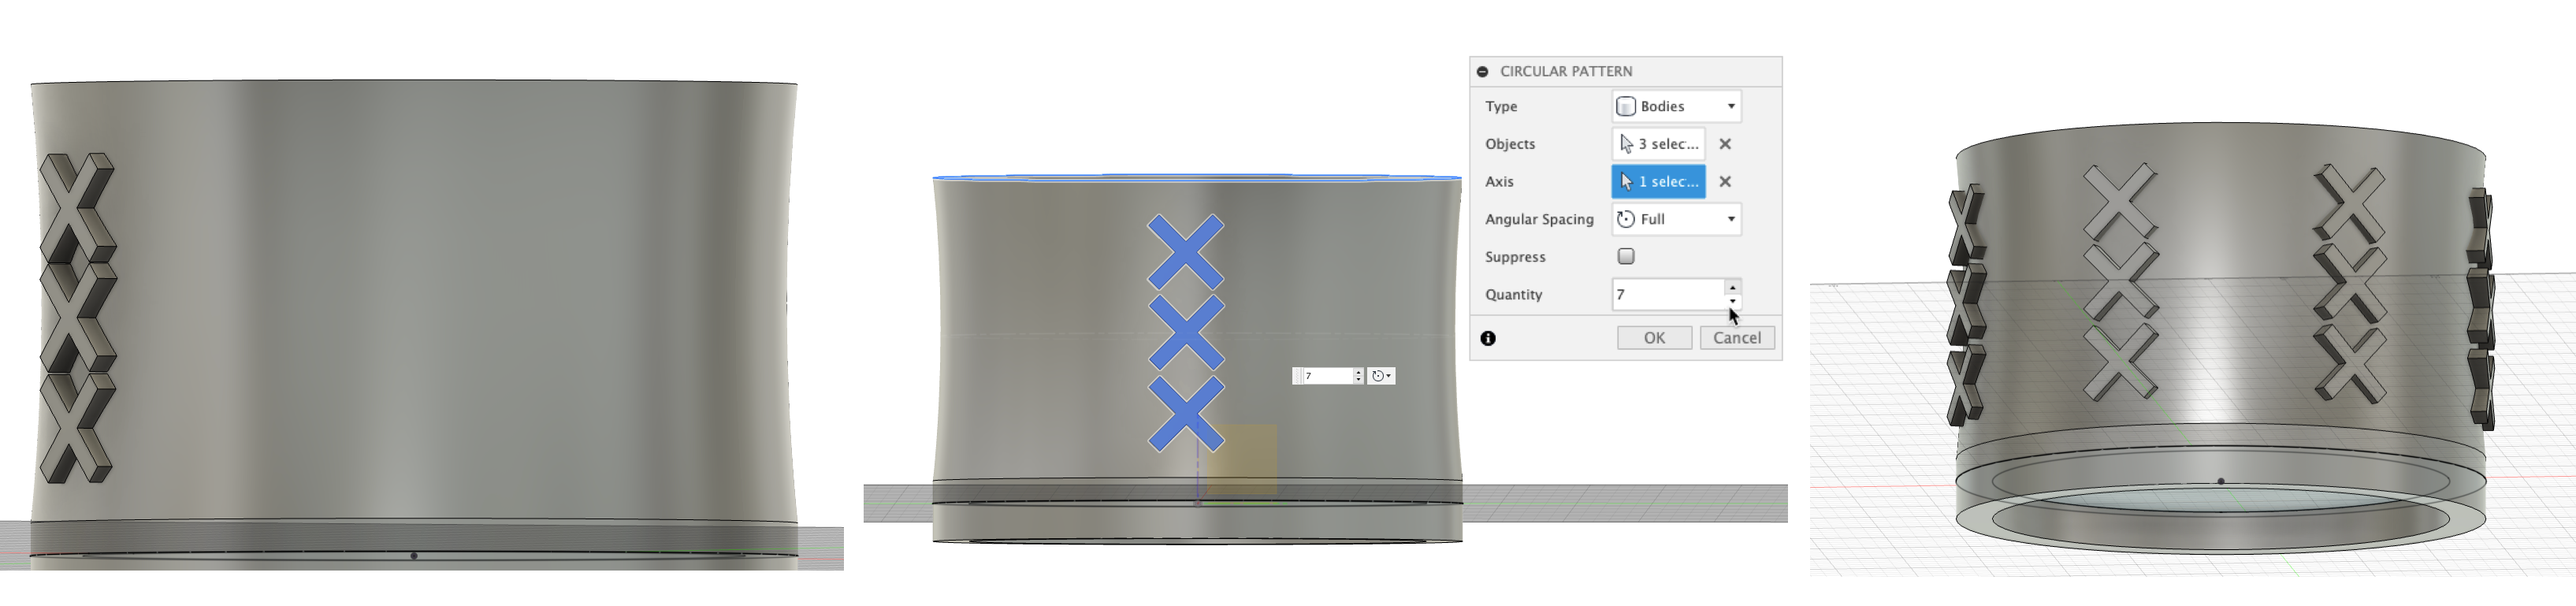 CIRCULAR PATTERN
Type Bodies
Objects 3 selec...
Axis 1 selec...
Angular Spacing Full
Suppress
Quantity 7
OK Cancel
7